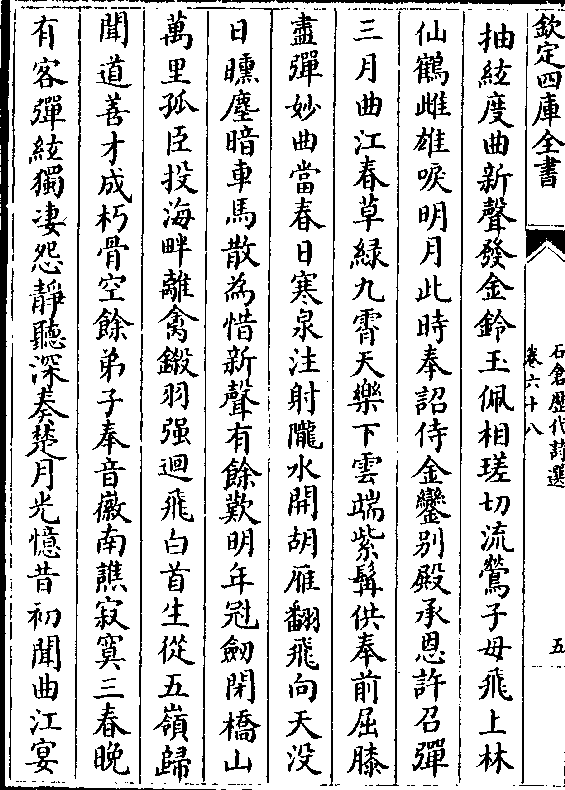 欽定四庫全書
石倉歷代詩選
卷六十八
五
抽絃度曲新聲發金鈴玉佩相瑳切流鶯子母飛上林
仙鶴雌雄唳明月此時奉詔侍金鑾别殿承恩許召彈
三月曲江春草綠九霄天樂下雲端紫髯供奉前屈膝
盡彈妙曲當春日寒泉注射隴水開胡雁翻飛向天没
日曛塵暗車馬散為惜新聲有餘歎明年冠劒閉橋山
萬里孤臣投海畔離禽鎩羽强迴飛白首生從五嶺歸
聞道善才成朽骨空餘弟子奉音徽南譙寂寞三春晚
有客彈絃獨凄怨静聽深奏楚月光憶昔初聞曲江宴